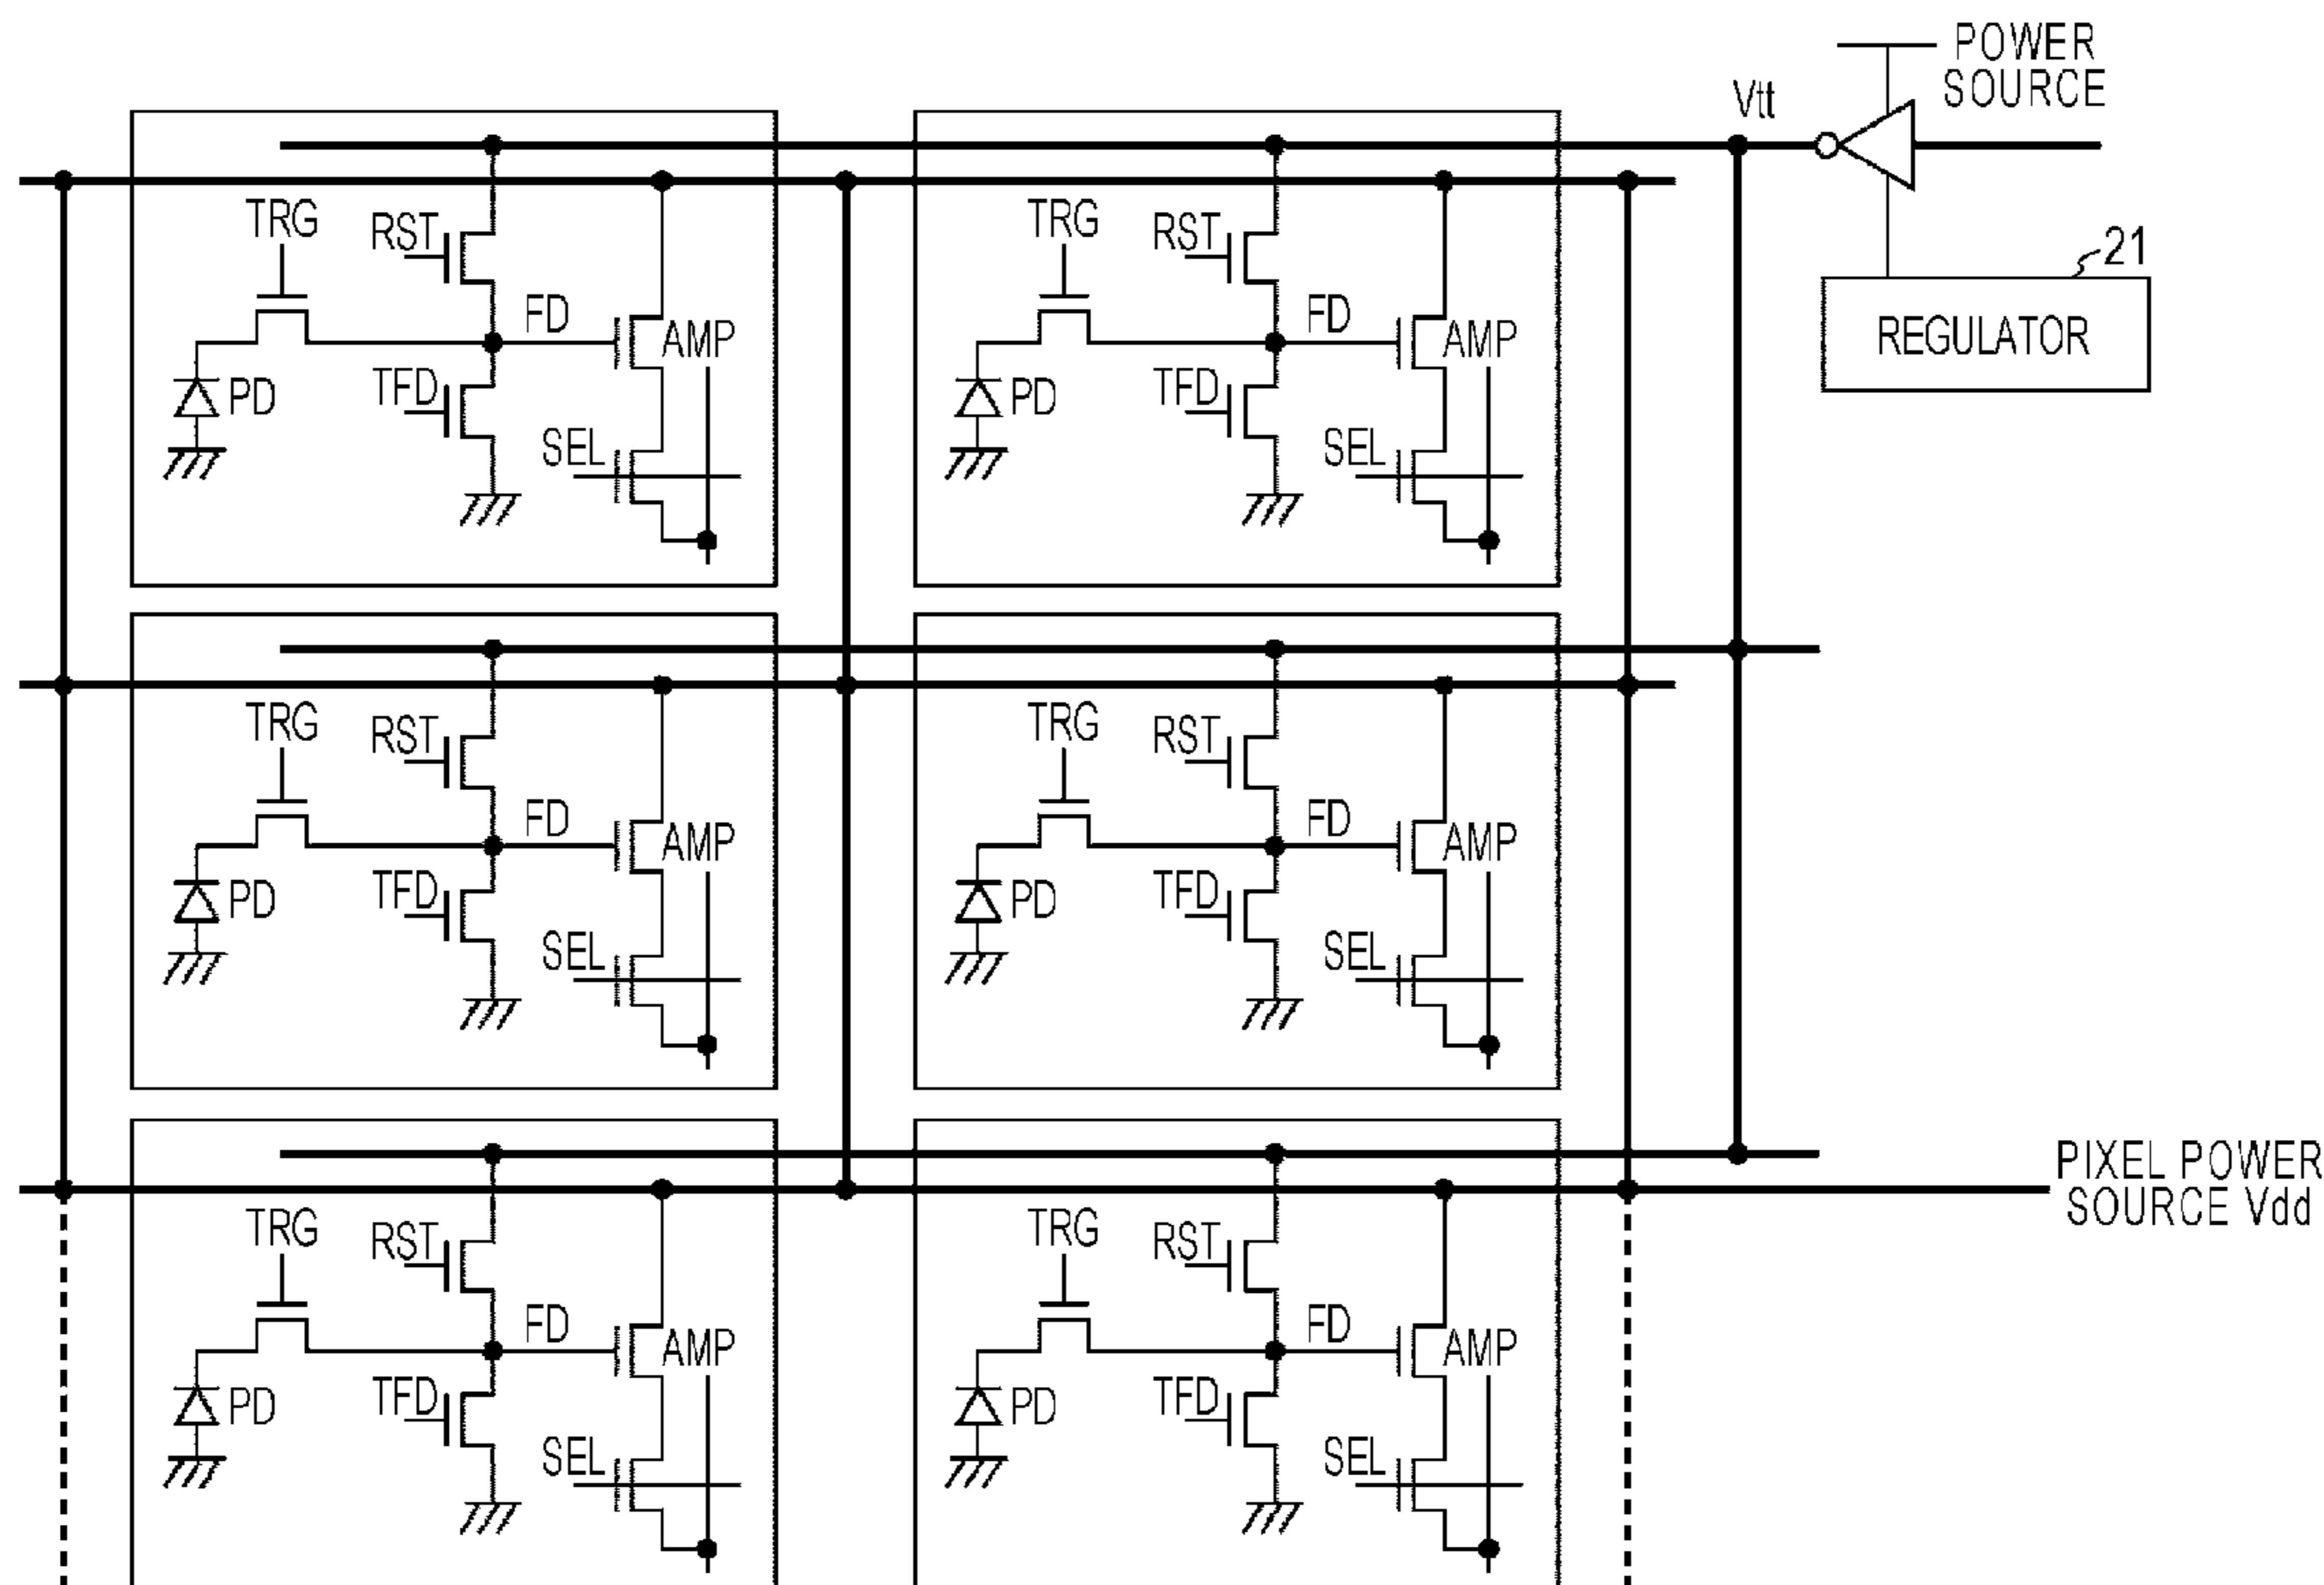 POWER
SOURCE
Vtt
TRG
RST
FD
AMP
PD
TFD
SEL
TRG
RST
FD
AMP
PD
TFD
SEL
21
REGULATOR
TRG
RST
FD
AMP
PD
TFD
SEL
TRG
RST
FD
AMP
PD
TFD
SEL
PIXEL POWER
SOURCE Vdd
TRG
RST
FD
AMP
PD
TFD
SEL
TRG
RST
FD
AMP
PD
TFD
SEL